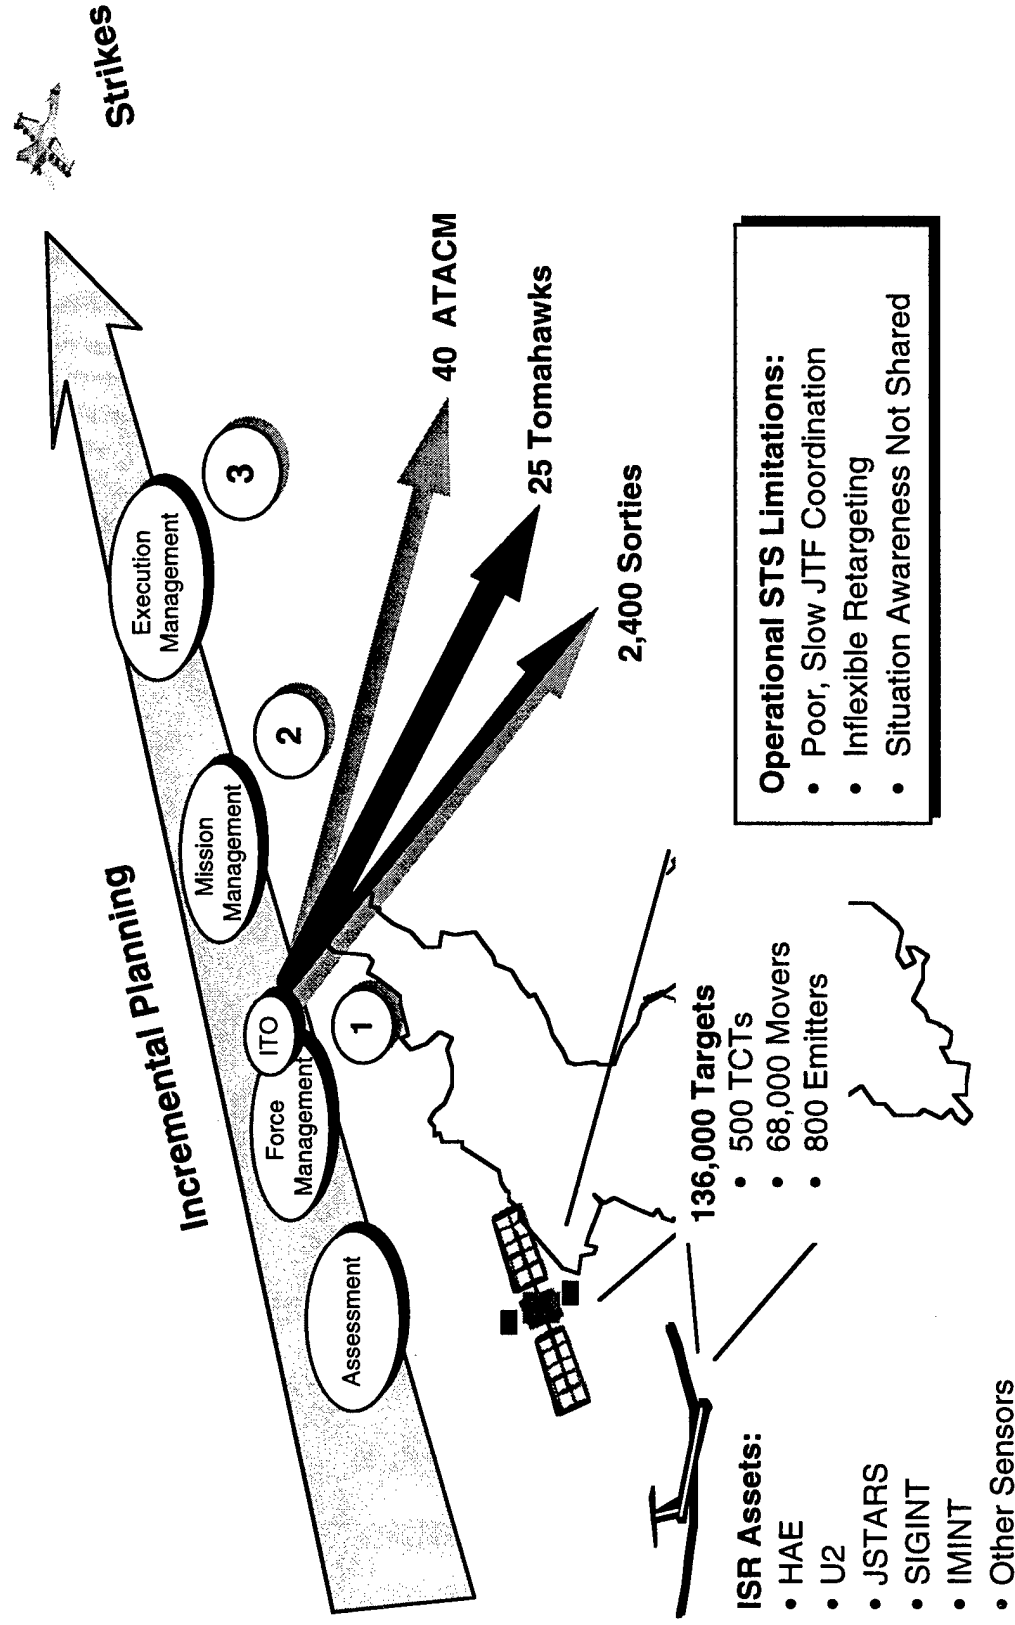 Incremental Planning
Strikes
Assessment
Force
Management
ITO
Mission
Management
Execution
Management
1
2
3
40 ATACM
25 Tomahawks
2,400 Sorties
136,000 Targets
• 500 TCTs
• 68,000 Movers
• 800 Emitters
ISR Assets:
• HAE
• U2
• JSTARS
• SIGINT
• IMINT
• Other Sensors
Operational STS Limitations:
• Poor, Slow JTF Coordination
• Inflexible Retargeting
• Situation Awareness Not Shared